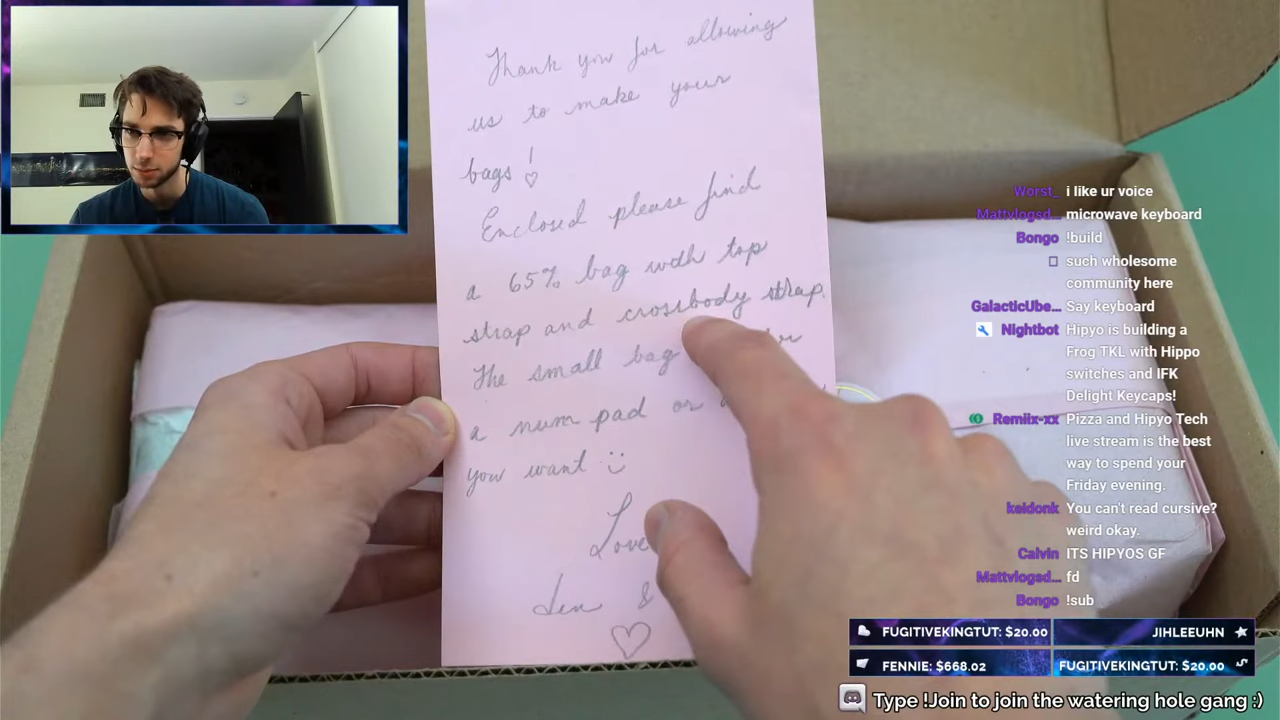 Thank you for allowing
us to make your
bags! ♡
Enclosed please find
a 65% bag with top
strap and crossbody strap.
The small bag
a num pad or
you want :)
Love
&
♡
Worst_ i like ur voice
Mattvlogsd... microwave keyboard
Bongo !build
such wholesome
community here
GalacticUbe... Say keyboard
Nightbot Hipyo is building a
Frog TKL with Hippo
switches and IFK
Delight Keycaps!
Remiix-xx Pizza and Hipyo Tech
live stream is the best
way to spend your
Friday evening.
keidonk You can't read cursive?
weird okay.
Calvin ITS HIPYOS GF
Mattvlogsd... fd
Bongo !sub
FUGITIVEKINGTUT: $20.00
JIHLEEUHN
FENNIE: $668.02
FUGITIVEKINGTUT: $20.00
Type !Join to join the watering hole gang :)